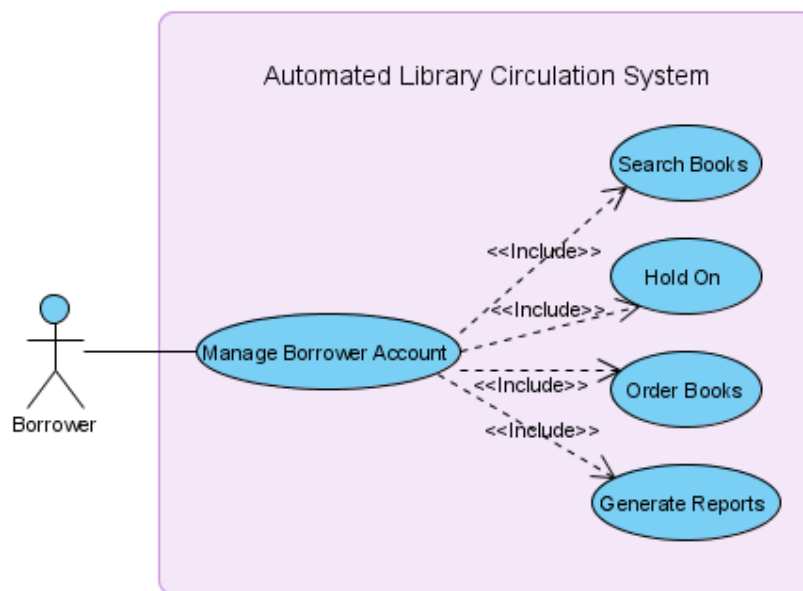 Automated Library Circulation System
Search Books
<<Include>>
Hold On
<<Include>>
Manage Borrower Account
<<Include>>
Order Books
Borrower
<<Include>>
Generate Reports